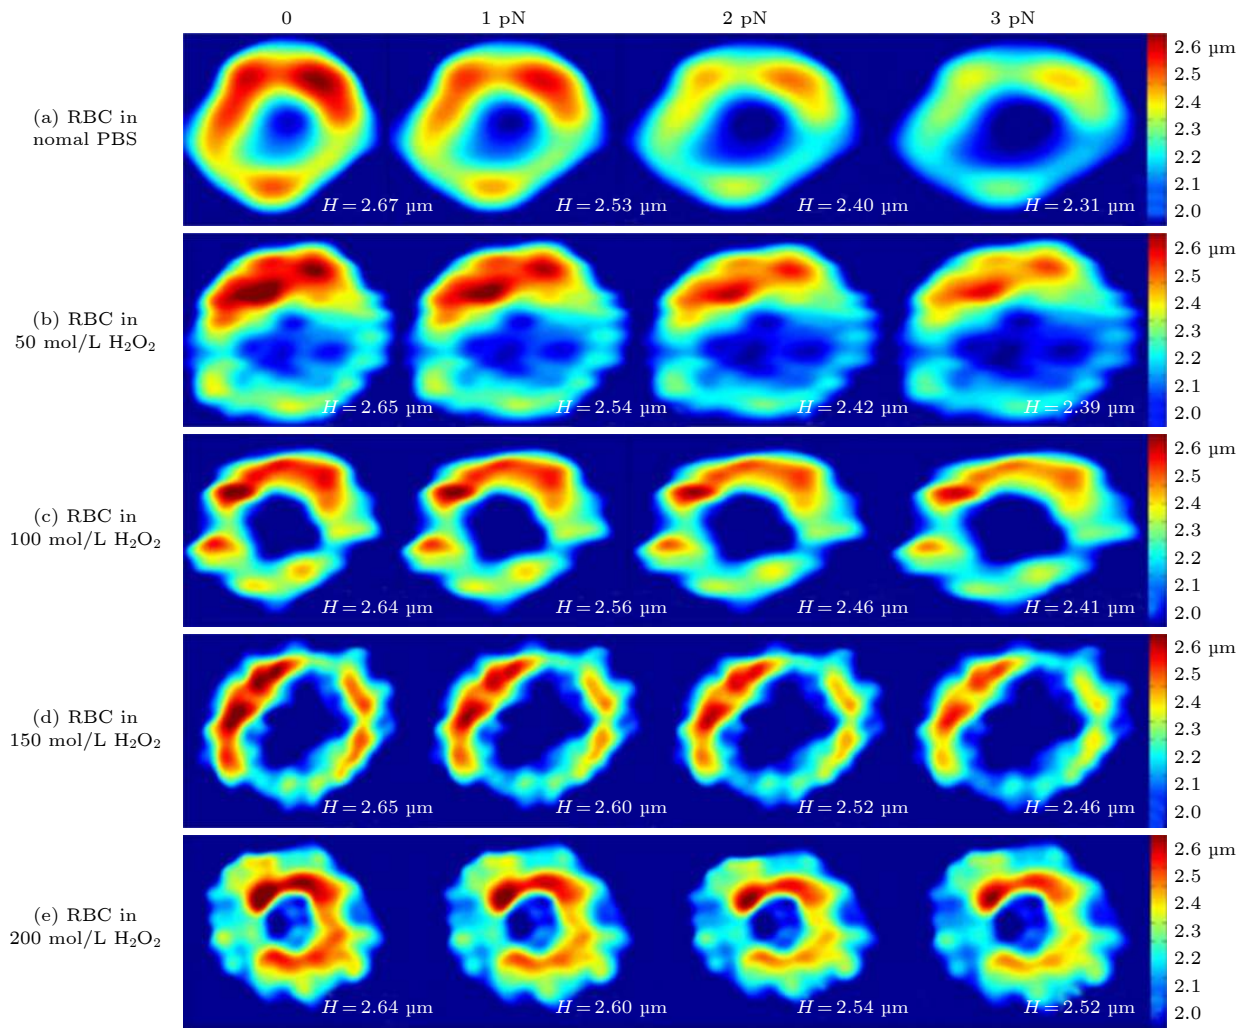 0 1 pN 2 pN 3 pN
(a) RBC in
nomal PBS
H = 2.67 µm H = 2.53 µm H = 2.40 µm H = 2.31 µm
2.6 µm
2.5
2.4
2.3
2.2
2.1
2.0
(b) RBC in
50 mol/L H₂O₂
H = 2.65 µm H = 2.54 µm H = 2.42 µm H = 2.39 µm
2.6 µm
2.5
2.4
2.3
2.2
2.1
2.0
(c) RBC in
100 mol/L H₂O₂
H = 2.64 µm H = 2.56 µm H = 2.46 µm H = 2.41 µm
2.6 µm
2.5
2.4
2.3
2.2
2.1
2.0
(d) RBC in
150 mol/L H₂O₂
H = 2.65 µm H = 2.60 µm H = 2.52 µm H = 2.46 µm
2.6 µm
2.5
2.4
2.3
2.2
2.1
2.0
(e) RBC in
200 mol/L H₂O₂
H = 2.64 µm H = 2.60 µm H = 2.54 µm H = 2.52 µm
2.6 µm
2.5
2.4
2.3
2.2
2.1
2.0